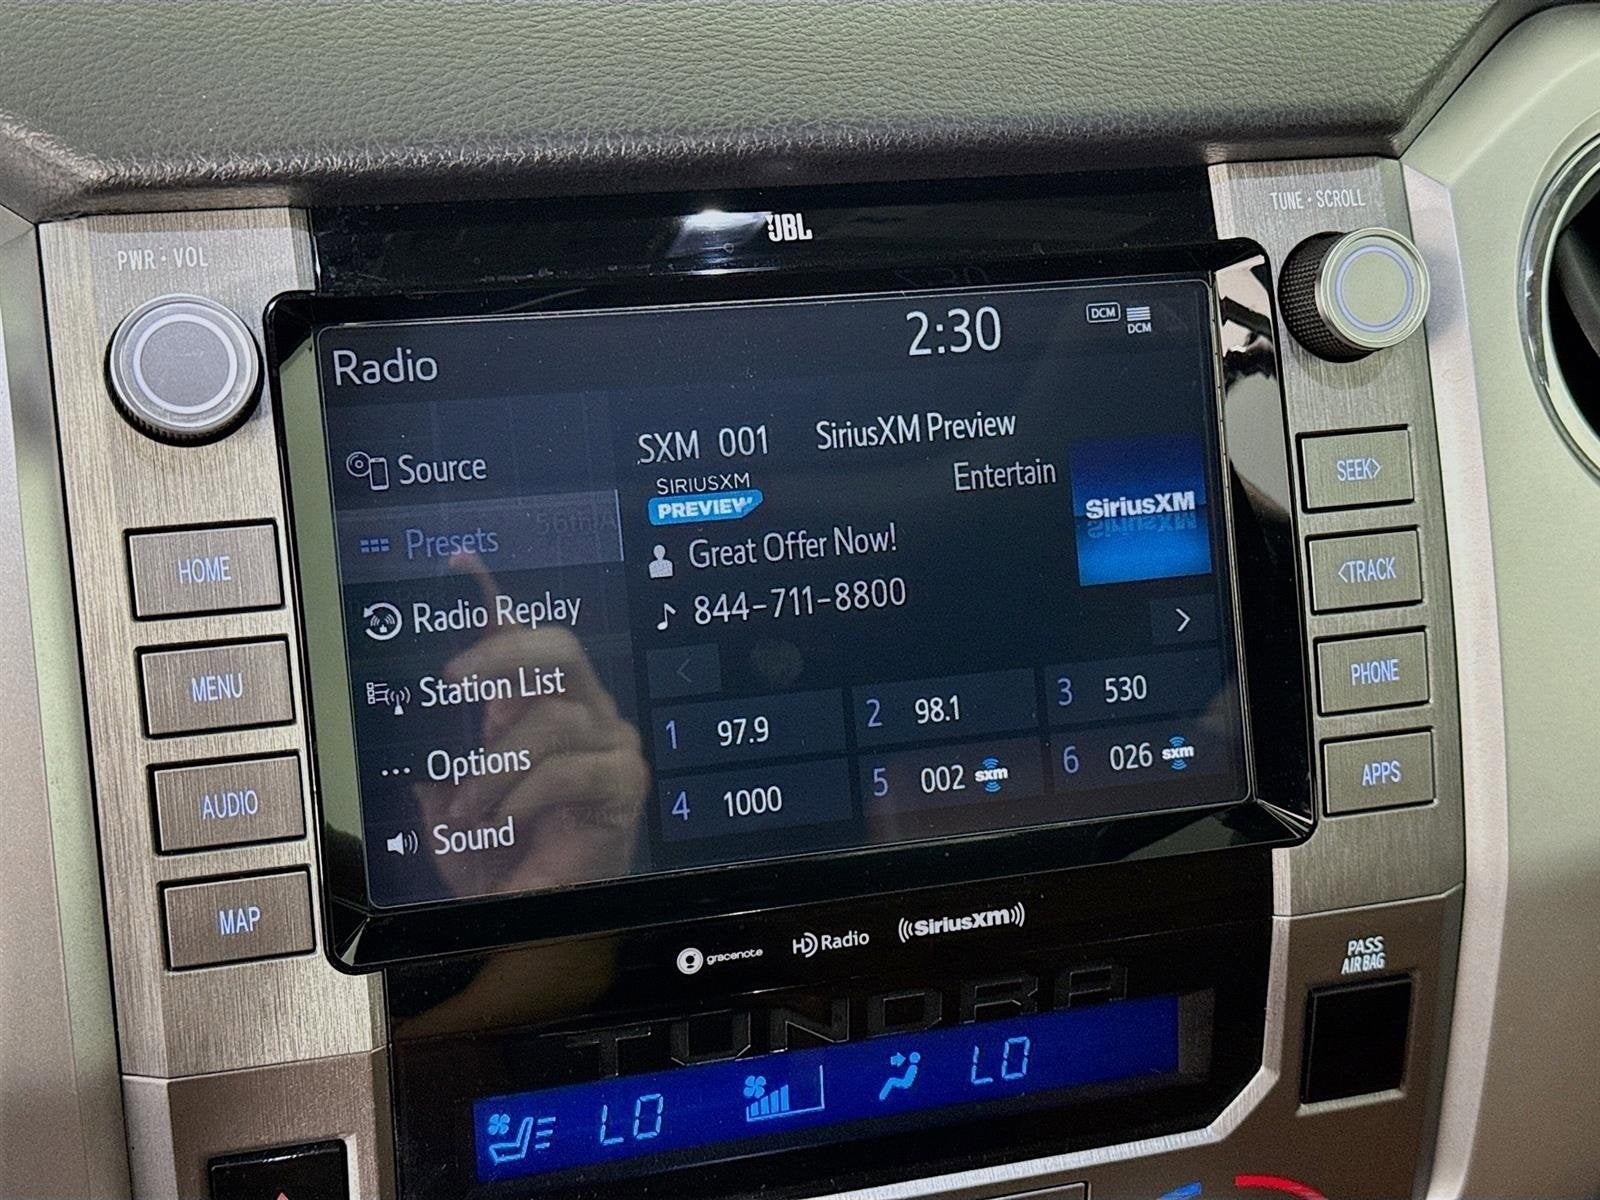 JBL
PWR · VOL
TUNE · SCROLL
Radio
2:30
DCM
DCM
Source
Presets
Radio Replay
Station List
Options
Sound
SXM 001
SiriusXM Preview
Entertain
SIRIUSXM
PREVIEW
SiriusXM
Great Offer Now!
844-711-8800
<
>
1 97.9
2 98.1
3 530
4 1000
5 002 sxm
6 026 sxm
HOME
MENU
AUDIO
MAP
SEEK>
<TRACK
PHONE
APPS
gracenote
HD Radio
((SiriusXM))
PASS
AIR BAG
TUNDRA
LO
LO